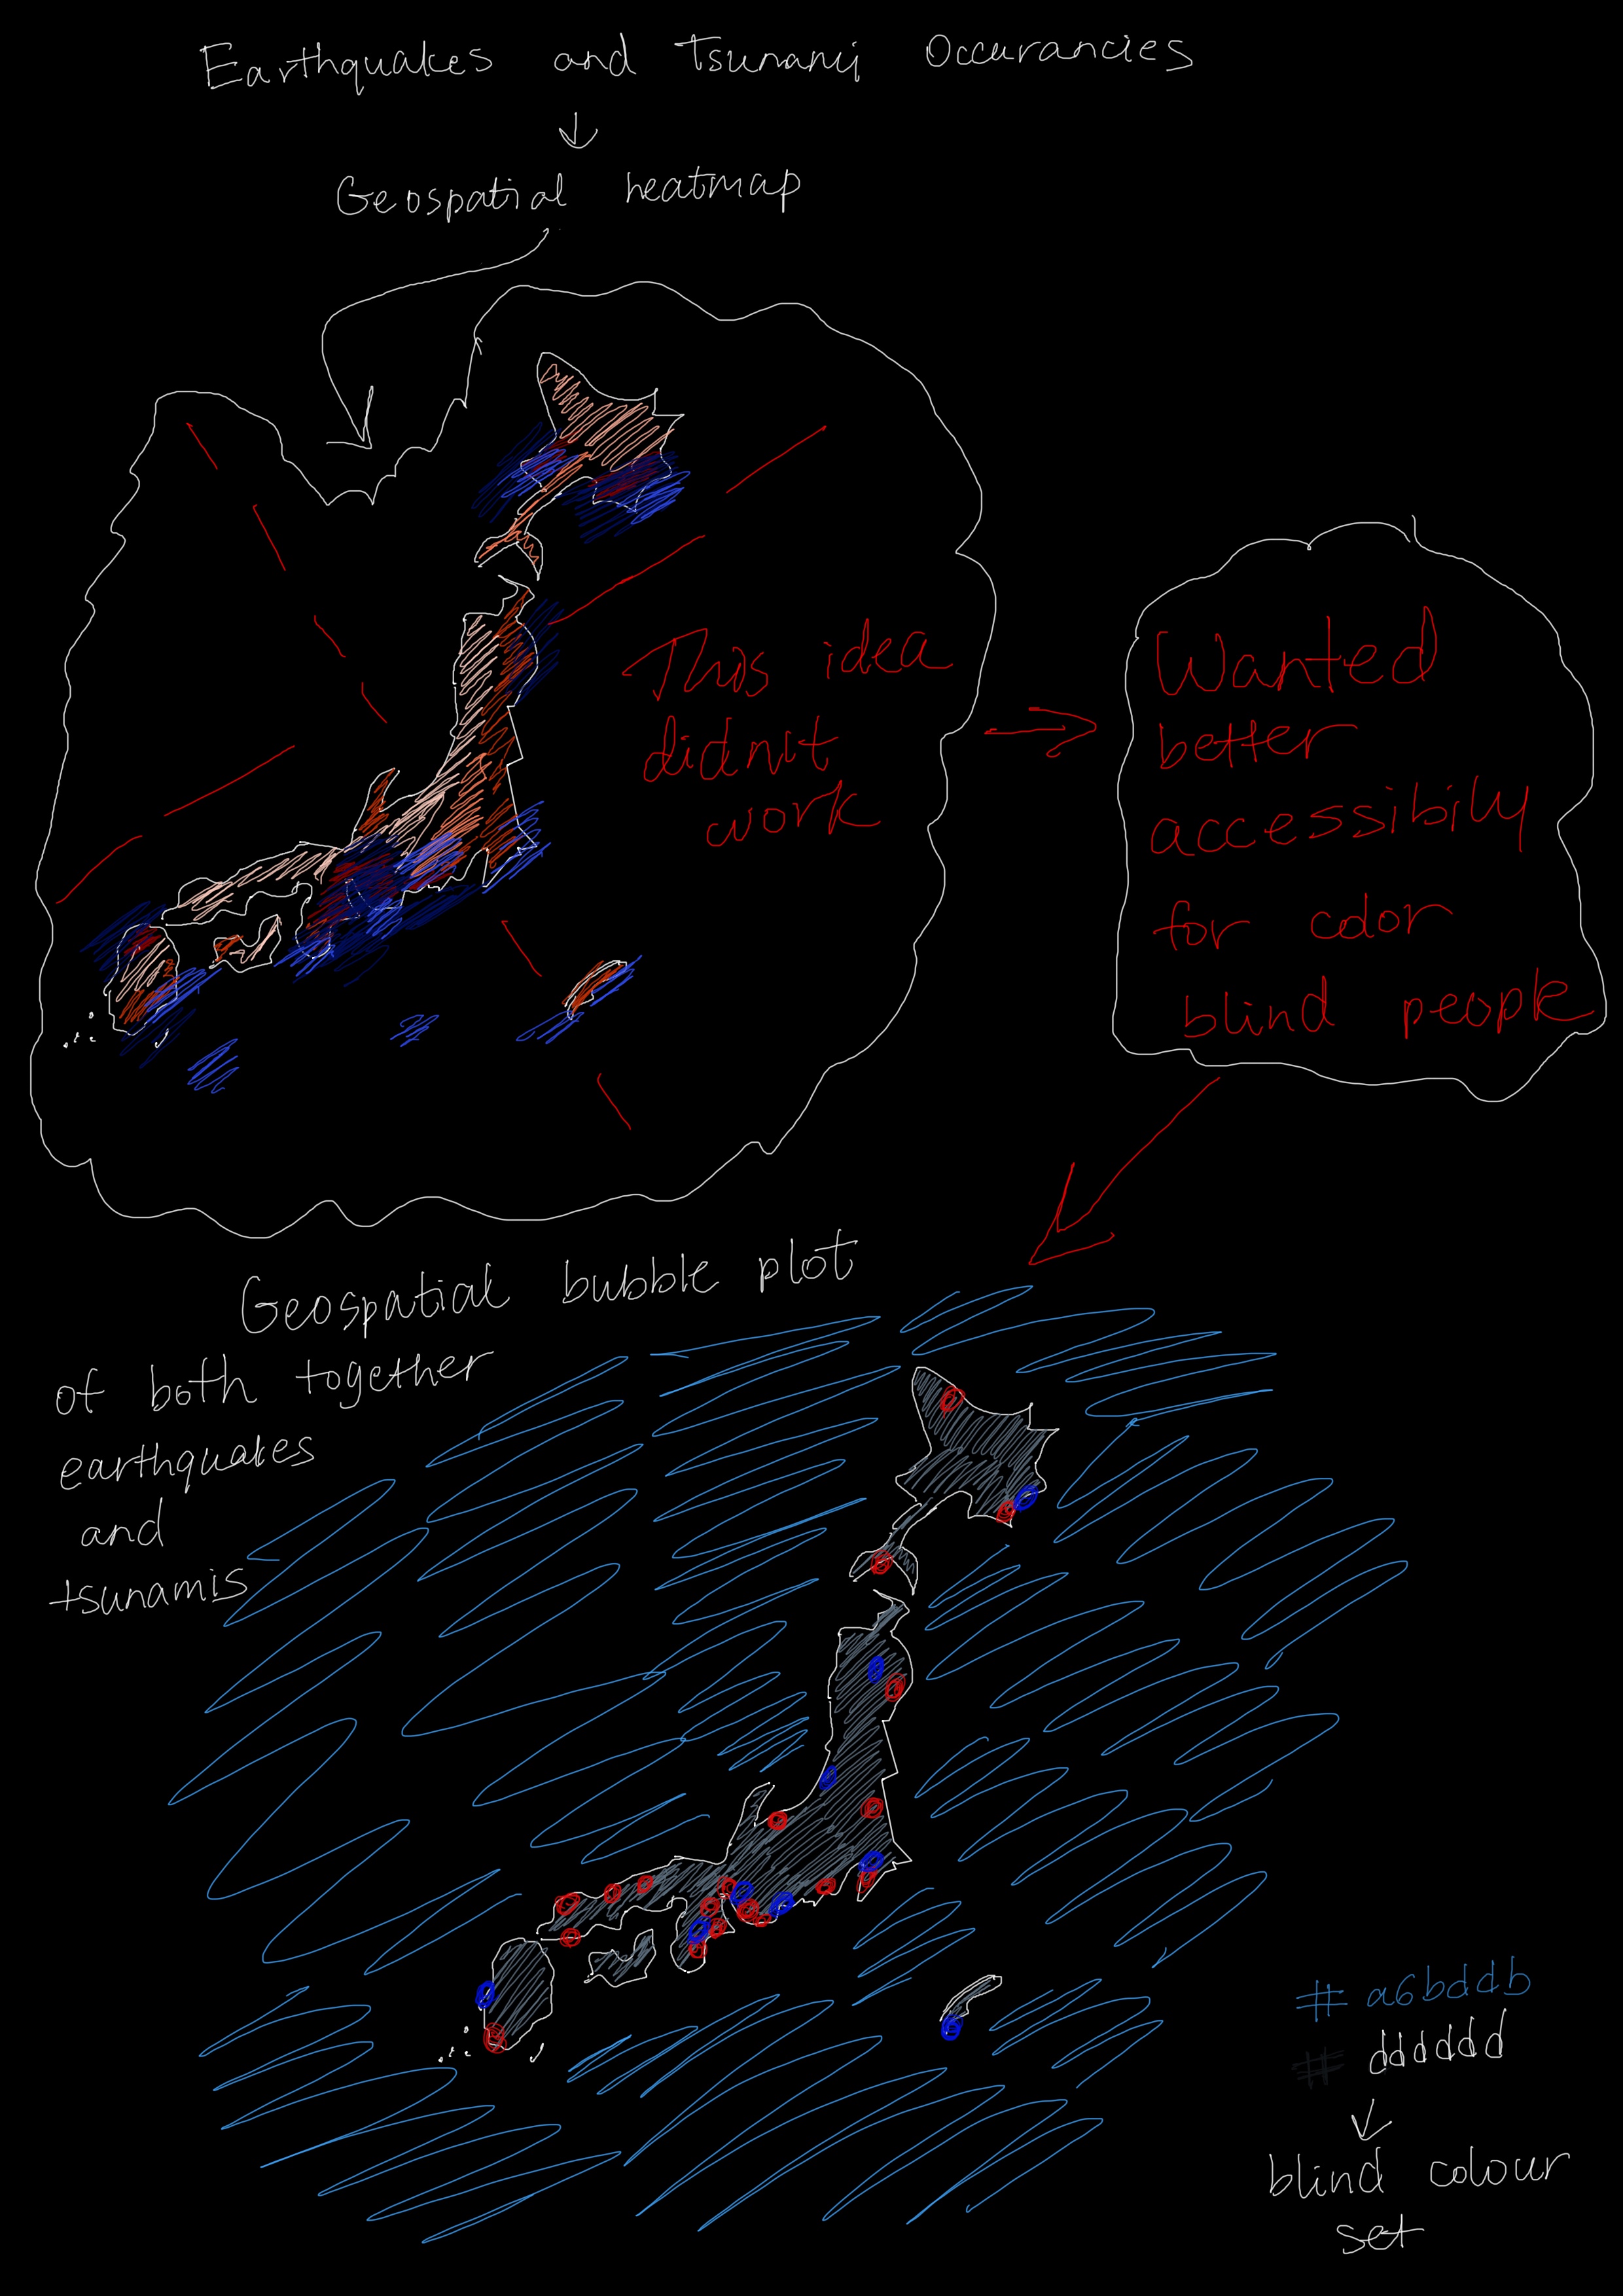 Earthquakes and Tsunami Occurancies
Geospatial heatmap
This idea
didn't
work
Wanted
better
accessibily
for color
blind people
Geospatial bubble plot
of both together
earthquakes
and
tsunamis
# a6bddb
# dddddd
blind colour
set